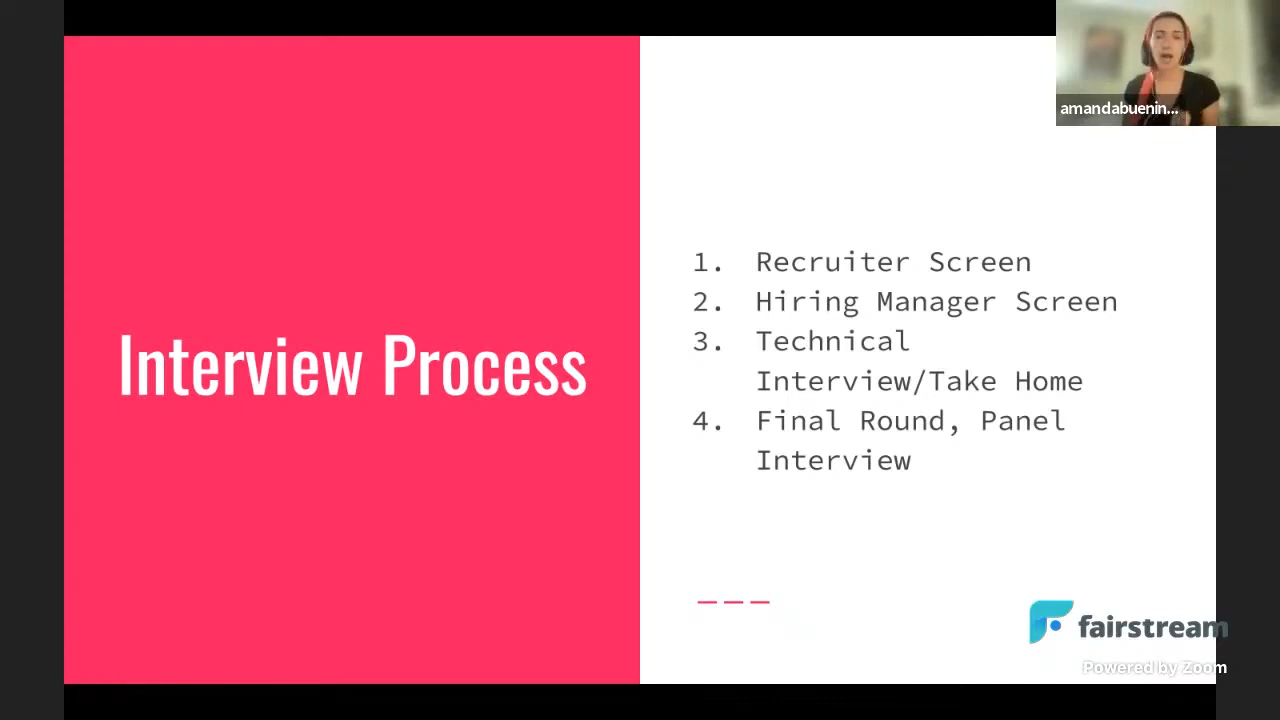 amandabuenin...
Interview Process
1. Recruiter Screen
2. Hiring Manager Screen
3. Technical
Interview/Take Home
4. Final Round, Panel
Interview
fairstream
Powered by Zoom